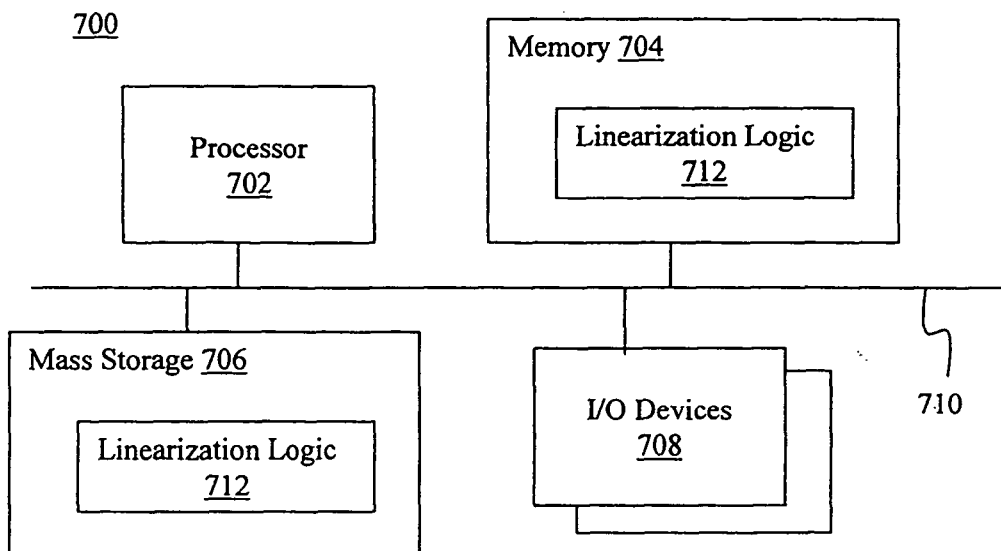 700
Memory 704
Linearization Logic
712
Processor
702
Mass Storage 706
Linearization Logic
712
I/O Devices
708
710